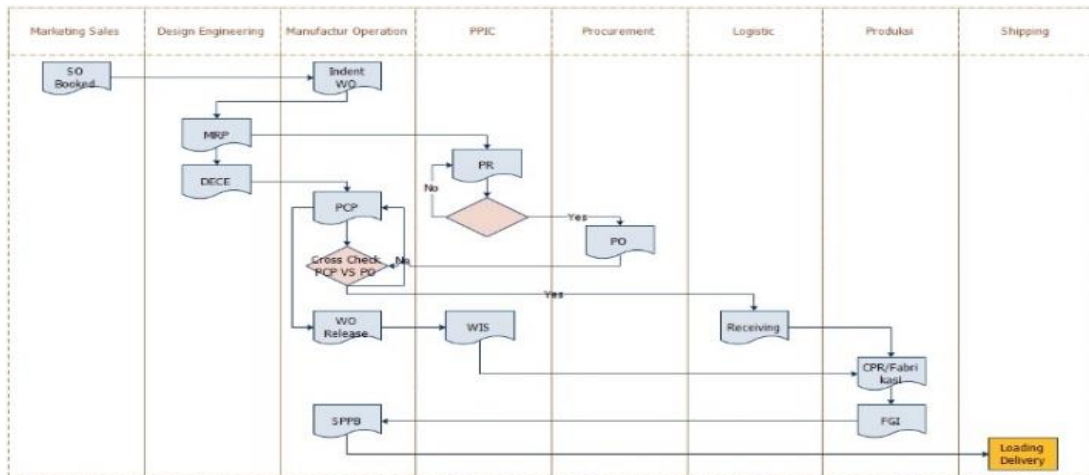 Marketing Sales
Design Engineering
Manufactur Operation
PPIC
Procurement
Logistic
Produksi
Shipping
SO
Booked
Indent
WO
MRP
PR
DECE
No
PCP
Yes
PO
Cross Check
PCP VS PO
No
Yes
WO
Release
WIS
Receiving
CPR/Fabri
kasi
SPPB
FGI
Loading
Delivery